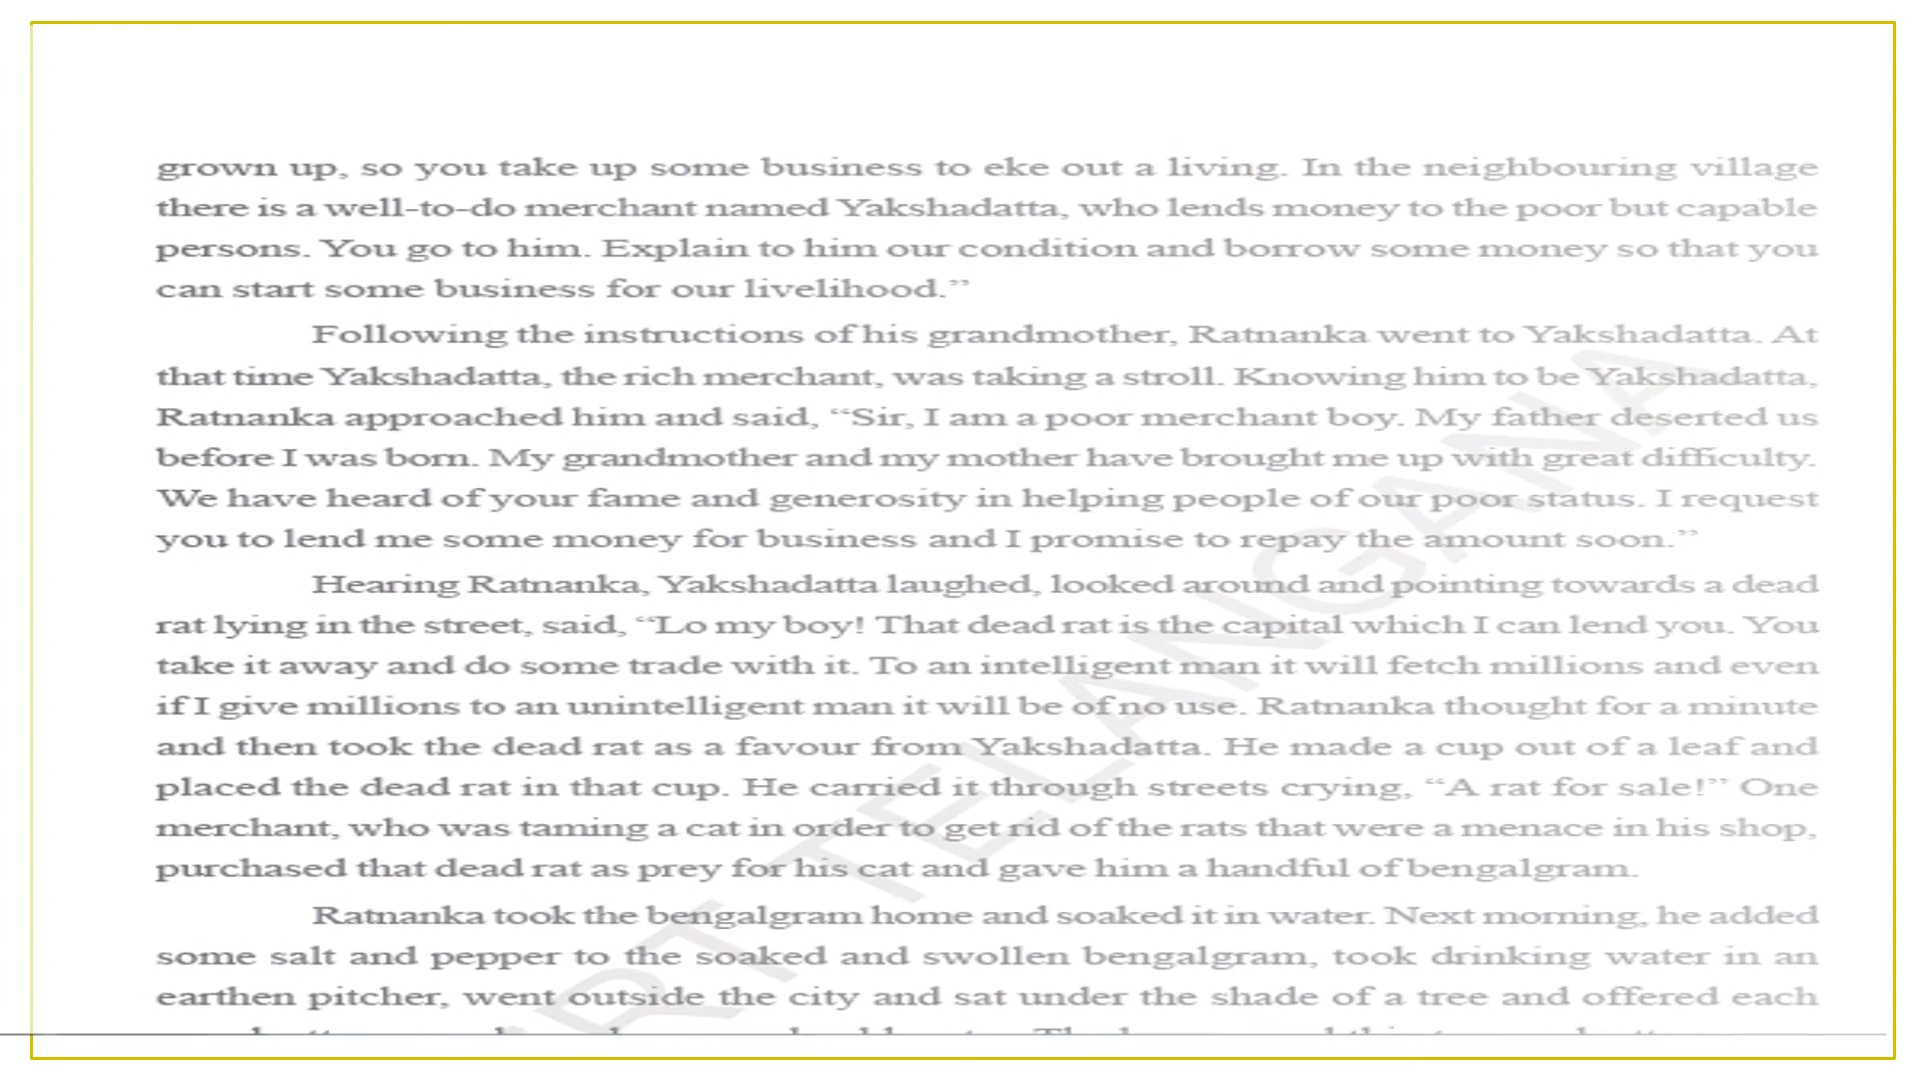 grown up, so you take up some business to eke out a living. In the neighbouring village
there is a well-to-do merchant named Yakshadatta, who lends money to the poor but capable
persons. You go to him. Explain to him our condition and borrow some money so that you
can start some business for our livelihood.”
Following the instructions of his grandmother, Ratnanka went to Yakshadatta. At
that time Yakshadatta, the rich merchant, was taking a stroll. Knowing him to be Yakshadatta,
Ratnanka approached him and said, “Sir, I am a poor merchant boy. My father deserted us
before I was born. My grandmother and my mother have brought me up with great difficulty.
We have heard of your fame and generosity in helping people of our poor status. I request
you to lend me some money for business and I promise to repay the amount soon.”
Hearing Ratnanka, Yakshadatta laughed, looked around and pointing towards a dead
rat lying in the street, said, “Lo my boy! That dead rat is the capital which I can lend you. You
take it away and do some trade with it. To an intelligent man it will fetch millions and even
if I give millions to an unintelligent man it will be of no use. Ratnanka thought for a minute
and then took the dead rat as a favour from Yakshadatta. He made a cup out of a leaf and
placed the dead rat in that cup. He carried it through streets crying, “A rat for sale!” One
merchant, who was taming a cat in order to get rid of the rats that were a menace in his shop,
purchased that dead rat as prey for his cat and gave him a handful of bengalgram.
Ratnanka took the bengalgram home and soaked it in water. Next morning, he added
some salt and pepper to the soaked and swollen bengalgram, took drinking water in an
earthen pitcher, went outside the city and sat under the shade of a tree and offered each
RT TELANGANA